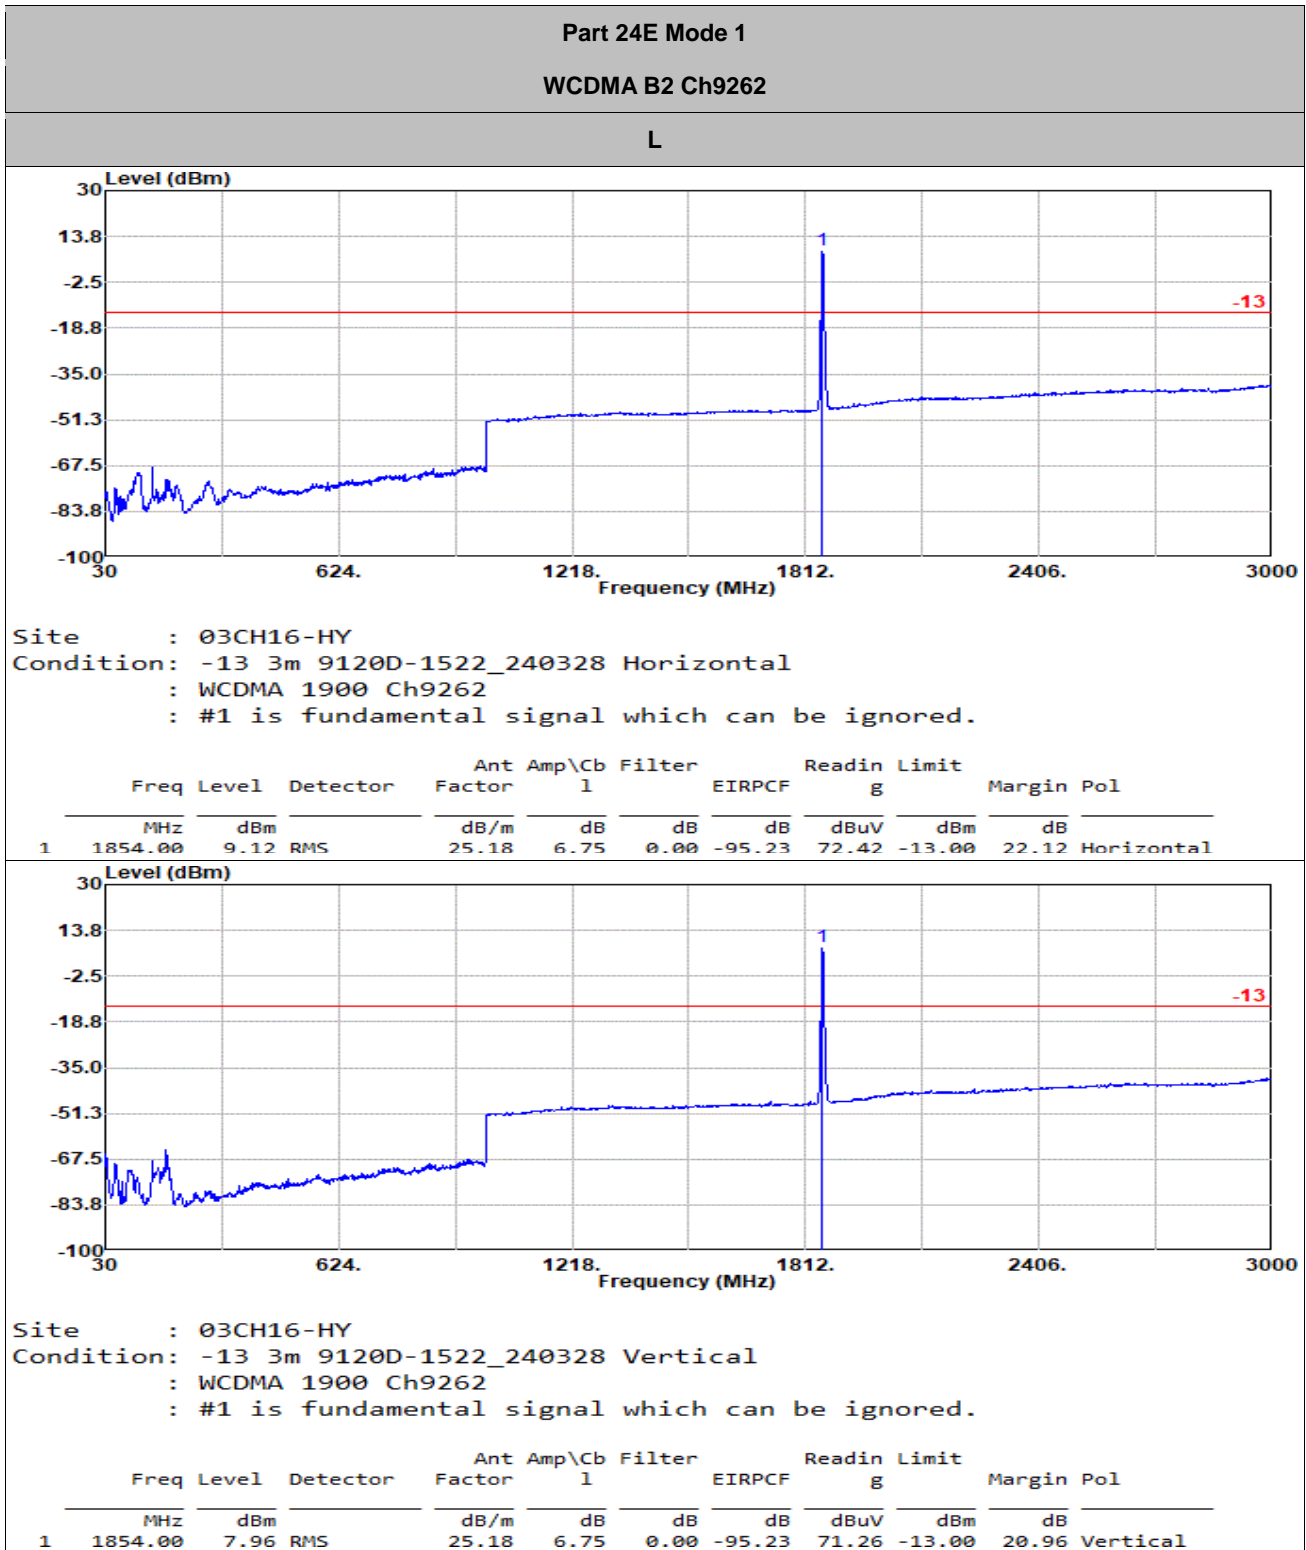 Part 24E Mode 1
WCDMA B2 Ch9262
L
Level (dBm)
30
13.8
-2.5
-18.8
-35.0
-51.3
-67.5
-83.8
-100
1
-13
30 624. 1218. 1812. 2406. 3000
Frequency (MHz)
Site : 03CH16-HY
Condition: -13 3m 9120D-1522_240328 Horizontal
: WCDMA 1900 Ch9262
: #1 is fundamental signal which can be ignored.
Ant Amp\Cb Filter Readin Limit
Freq Level Detector Factor l EIRPCF g Margin Pol
MHz dBm dB/m dB dB dB dBuV dBm dB
1 1854.00 9.12 RMS 25.18 6.75 0.00 -95.23 72.42 -13.00 22.12 Horizontal
Level (dBm)
30
13.8
-2.5
-18.8
-35.0
-51.3
-67.5
-83.8
-100
1
-13
30 624. 1218. 1812. 2406. 3000
Frequency (MHz)
Site : 03CH16-HY
Condition: -13 3m 9120D-1522_240328 Vertical
: WCDMA 1900 Ch9262
: #1 is fundamental signal which can be ignored.
Ant Amp\Cb Filter Readin Limit
Freq Level Detector Factor l EIRPCF g Margin Pol
MHz dBm dB/m dB dB dB dBuV dBm dB
1 1854.00 7.96 RMS 25.18 6.75 0.00 -95.23 71.26 -13.00 20.96 Vertical